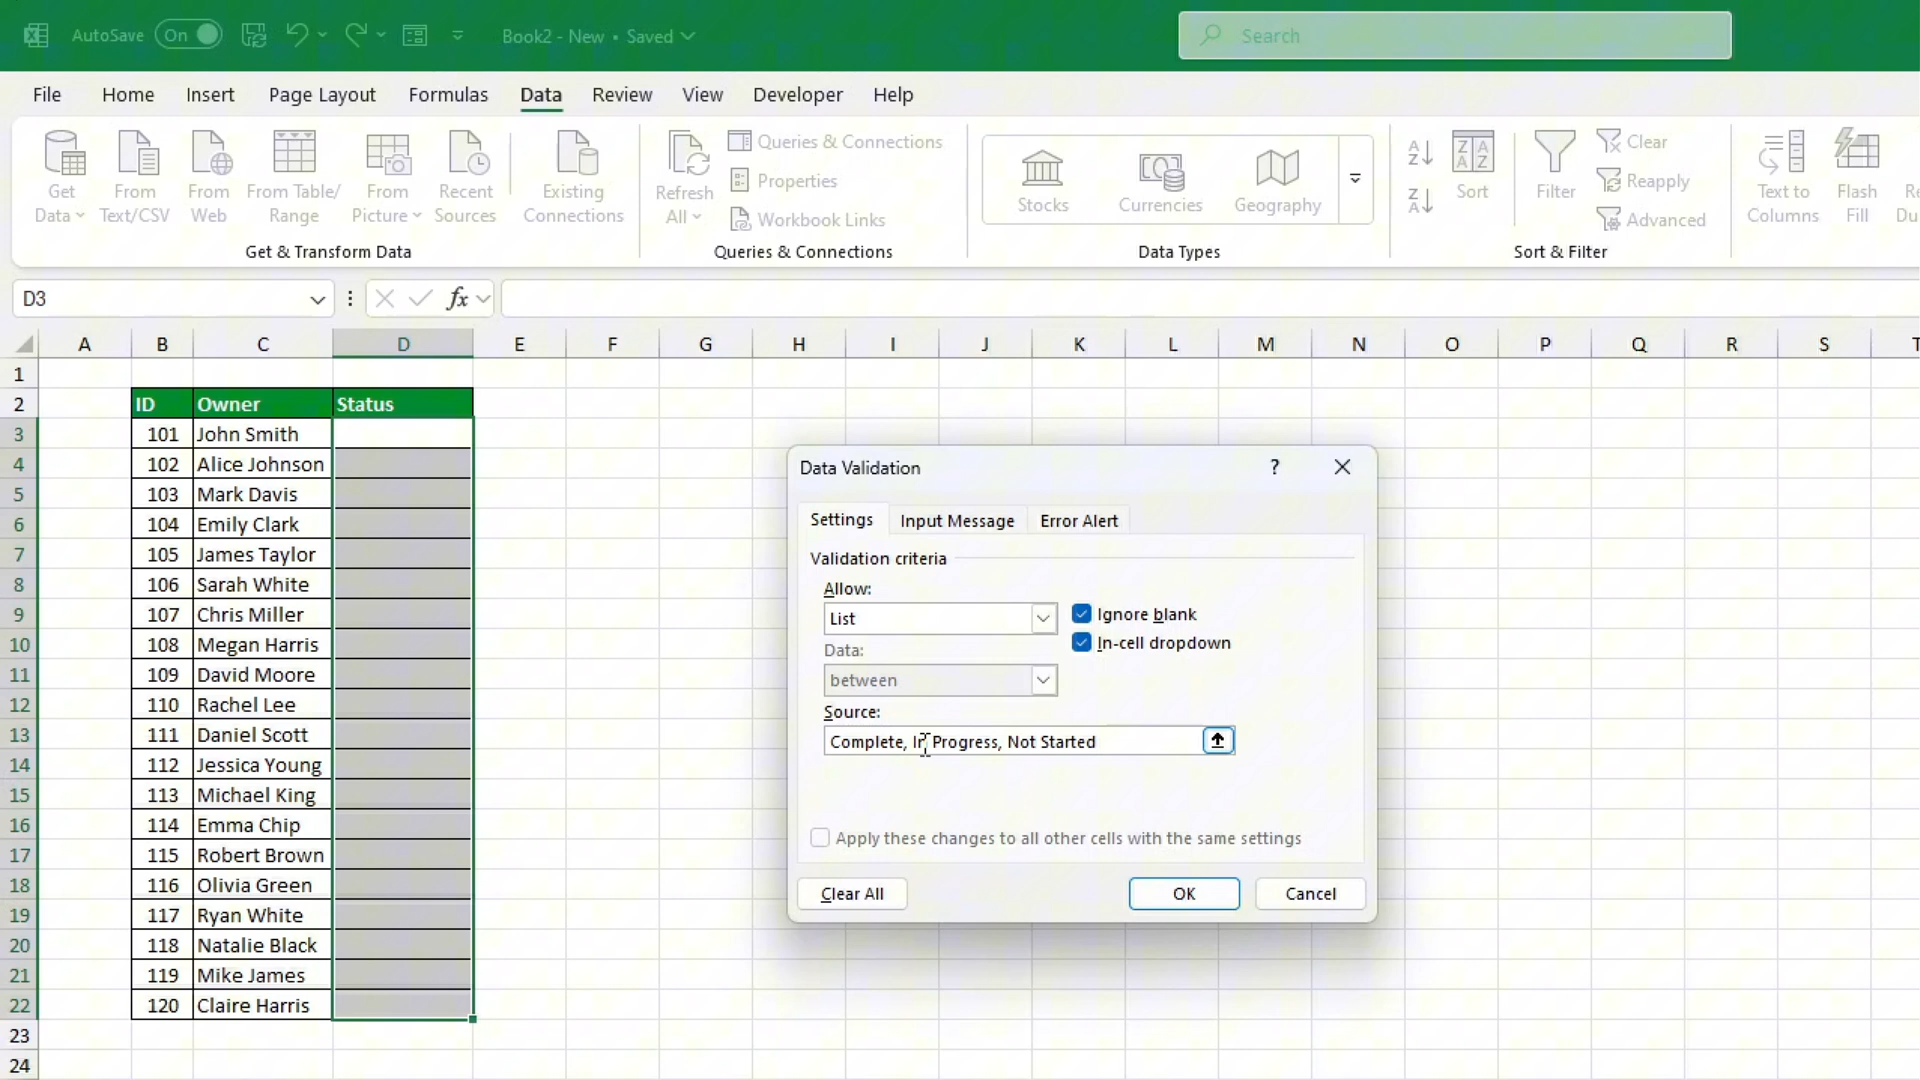 AutoSave On Book2 - New • Saved Search
File Home Insert Page Layout Formulas Data Review View Developer Help
Get Data
From Text/CSV
From Web
From Table/Range
From Picture
Recent Sources
Existing Connections
Get & Transform Data
Refresh All
Queries & Connections
Properties
Workbook Links
Queries & Connections
Stocks
Currencies
Geography
Data Types
Sort
Filter
Clear
Reapply
Advanced
Sort & Filter
Text to Columns
Flash Fill
D3 fx
A B C D E F G H I J K L M N O P Q R S T
1
2 ID Owner Status
3 101 John Smith
4 102 Alice Johnson
5 103 Mark Davis
6 104 Emily Clark
7 105 James Taylor
8 106 Sarah White
9 107 Chris Miller
10 108 Megan Harris
11 109 David Moore
12 110 Rachel Lee
13 111 Daniel Scott
14 112 Jessica Young
15 113 Michael King
16 114 Emma Chip
17 115 Robert Brown
18 116 Olivia Green
19 117 Ryan White
20 118 Natalie Black
21 119 Mike James
22 120 Claire Harris
23
24
Data Validation ?
Settings Input Message Error Alert
Validation criteria
Allow:
List
Ignore blank
In-cell dropdown
Data:
between
Source:
Complete, In Progress, Not Started
Apply these changes to all other cells with the same settings
Clear All OK Cancel